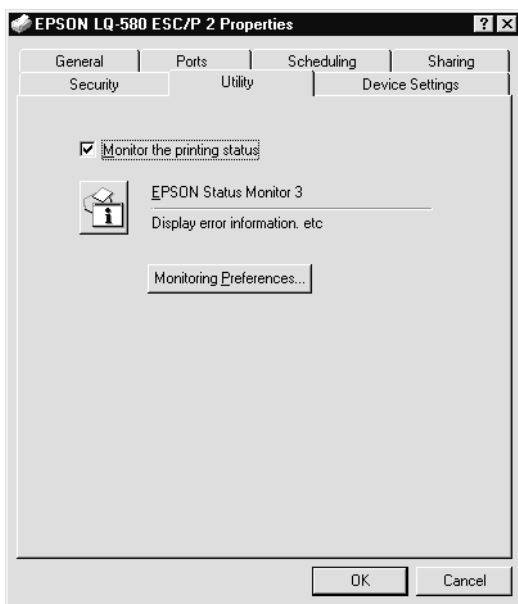 EPSON LQ-580 ESC/P 2 Properties
General Ports Scheduling Sharing
Security Utility Device Settings
Monitor the printing status
EPSON Status Monitor 3
Display error information. etc
Monitoring Preferences...
OK Cancel